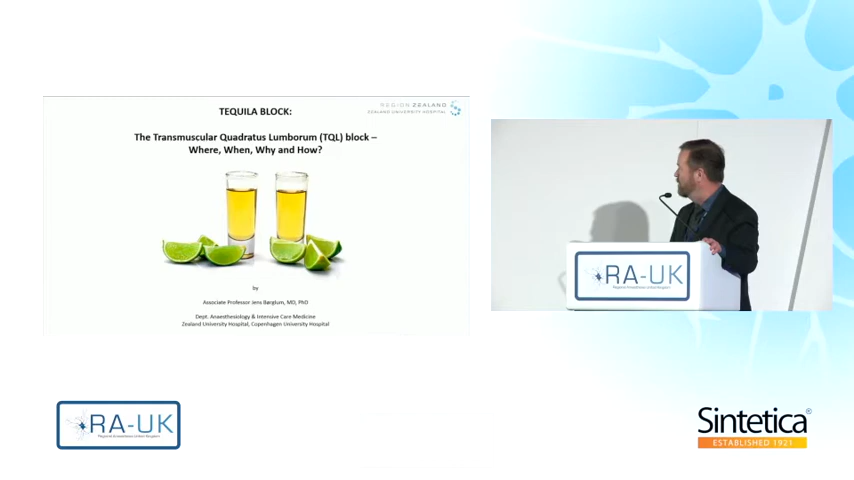 REGION ZEALAND
ZEALAND UNIVERSITY HOSPITAL
TEQUILA BLOCK:
The Transmuscular Quadratus Lumborum (TQL) block –
Where, When, Why and How?
by
Associate Professor Jens Børglum, MD, PhD
Dept. Anaesthesiology & Intensive Care Medicine
Zealand University Hospital, Copenhagen University Hospital
RA-UK
Regional Anaesthesia United Kingdom
RA-UK
Regional Anaesthesia United Kingdom
Sintetica®
ESTABLISHED 1921